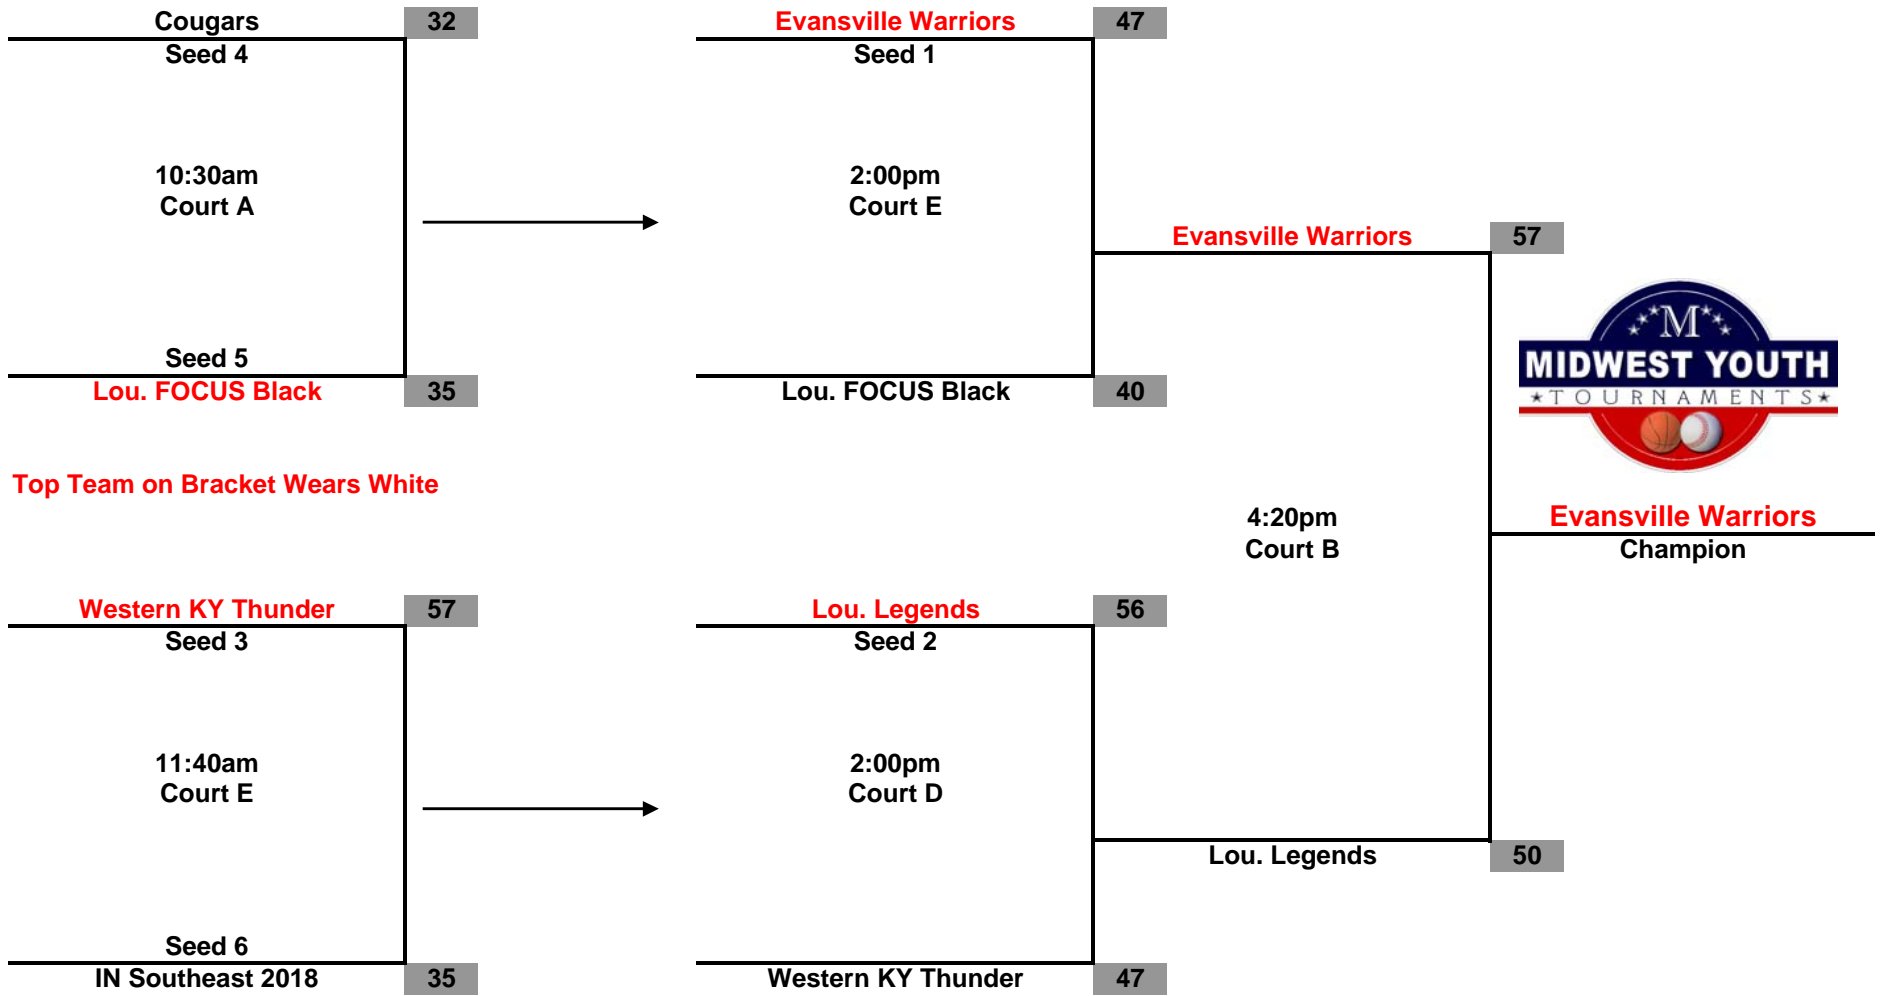 Cougars 32
Seed 4
10:30am
Court A
Seed 5
Lou. FOCUS Black 35
Evansville Warriors 47
Seed 1
2:00pm
Court E
Lou. FOCUS Black 40
Evansville Warriors 57
M
MIDWEST YOUTH
TOURNAMENTS
Top Team on Bracket Wears White
4:20pm
Court B
Evansville Warriors
Champion
Western KY Thunder 57
Seed 3
11:40am
Court E
Seed 6
IN Southeast 2018 35
Lou. Legends 56
Seed 2
2:00pm
Court D
Western KY Thunder 47
Lou. Legends 50